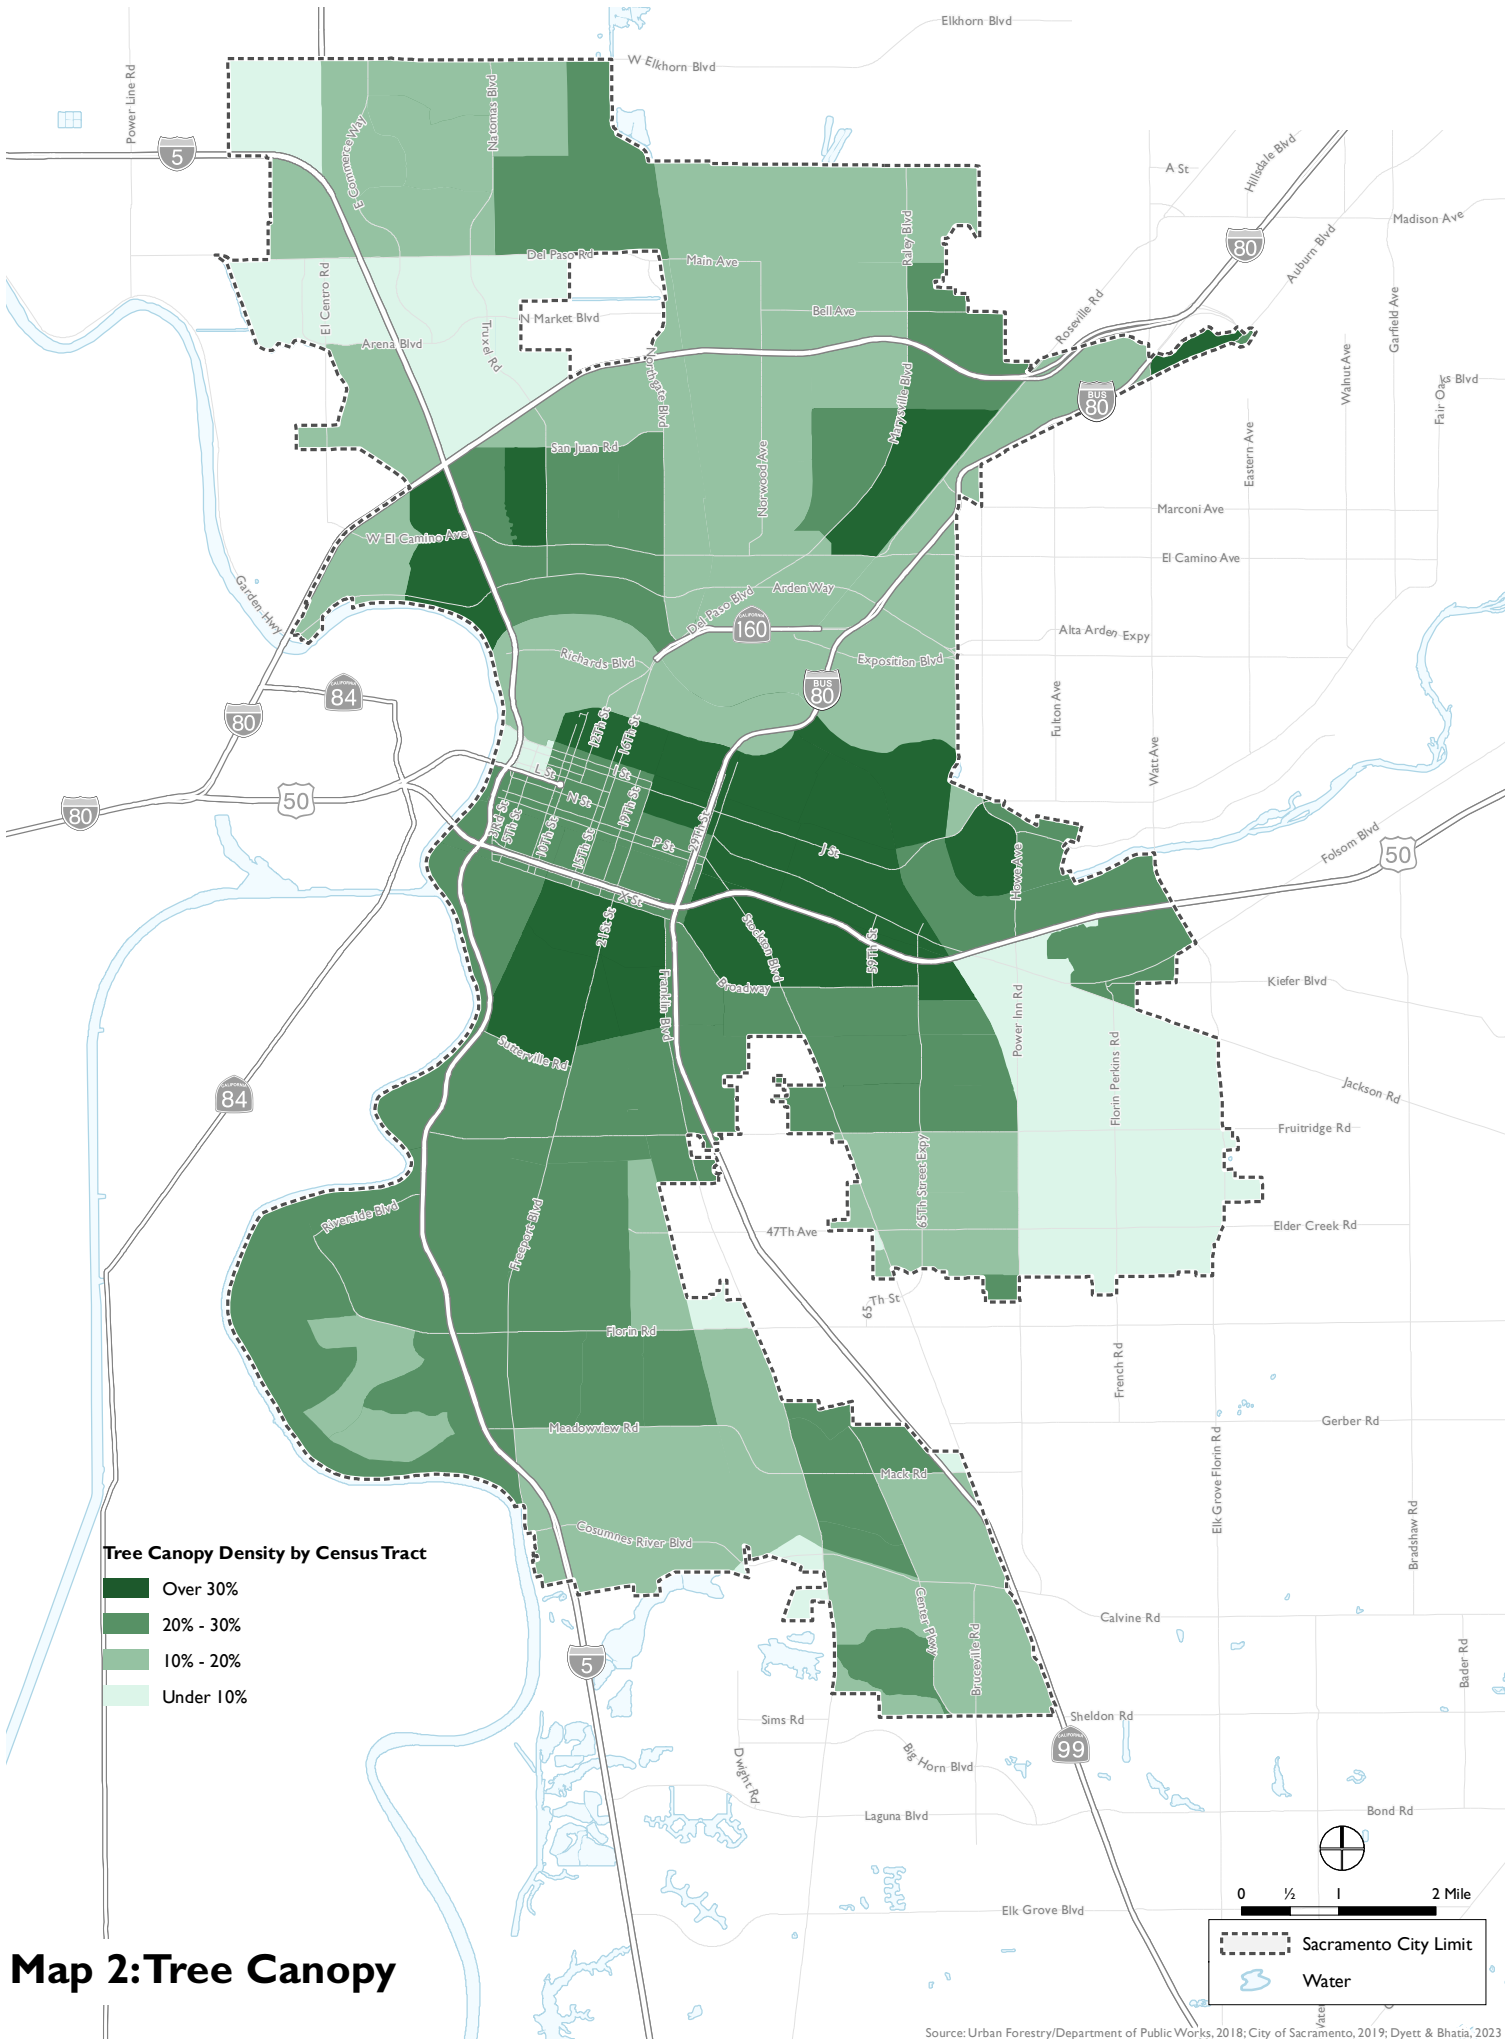 Elkhorn Blvd
W Elkhorn Blvd
Power Line Rd
Natomas Blvd
E Commerce Way
5
A St
Hillsdale Blvd
Madison Ave
80
Auburn Blvd
Raley Blvd
Del Paso Rd
Main Ave
El Centro Rd
N Market Blvd
Bell Ave
Roseville Rd
Garfield Ave
Arena Blvd
Truxel Rd
Northgate Blvd
Marysville Blvd
Walnut Ave
Fair Oaks Blvd
BUS
80
San Juan Rd
Norwood Ave
Eastern Ave
Marconi Ave
W El Camino Ave
El Camino Ave
Garden Hwy
Arden Way
Del Paso Blvd
CALIFORNIA
160
Alta Arden Expy
Richards Blvd
Exposition Blvd
CALIFORNIA
84
BUS
80
80
Fulton Ave
Watt Ave
12Th St
16Th St
L St
I St
50
80
N St
19Th St
3Rd St
5Th St
10Th St
15Th St
P St
29Th St
J St
Howe Ave
Folsom Blvd
50
X St
21St St
Stockton Blvd
59Th St
Franklin Blvd
Broadway
Power Inn Rd
Kiefer Blvd
Sutterville Rd
Florin Perkins Rd
CALIFORNIA
84
Jackson Rd
Fruitridge Rd
65Th Street Expy
Riverside Blvd
Freeport Blvd
47Th Ave
Elder Creek Rd
65Th St
Florin Rd
French Rd
Meadowview Rd
Gerber Rd
Mack Rd
Elk Grove Florin Rd
Bradshaw Rd
Cosumnes River Blvd
Tree Canopy Density by Census Tract
Over 30%
20% - 30%
10% - 20%
Under 10%
Center Pkwy
Bruceville Rd
Calvine Rd
Bader Rd
5
Sims Rd
Sheldon Rd
CALIFORNIA
99
Dwight Rd
Big Horn Blvd
Laguna Blvd
Bond Rd
0 ½ 1 2 Mile
Elk Grove Blvd
Sacramento City Limit
Water
Map 2: Tree Canopy
Source: Urban Forestry/Department of Public Works, 2018; City of Sacramento, 2019; Dyett & Bhatia, 2023